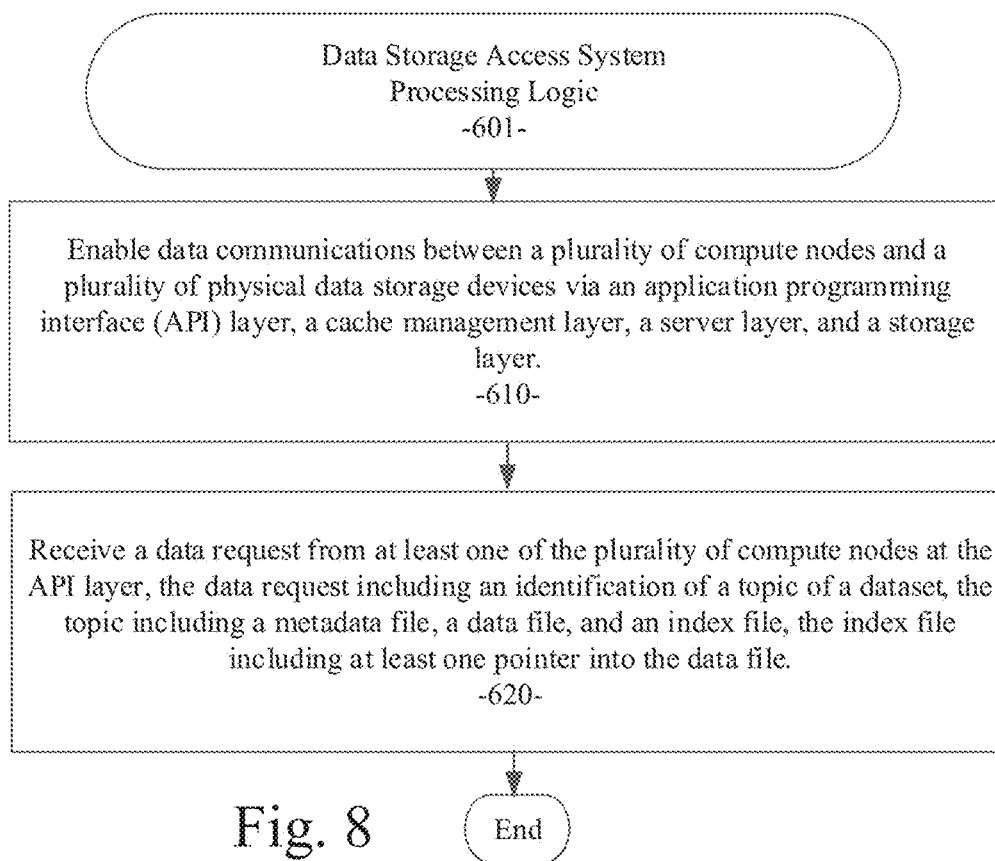 Data Storage Access System
Processing Logic
-601-
Enable data communications between a plurality of compute nodes and a
plurality of physical data storage devices via an application programming
interface (API) layer, a cache management layer, a server layer, and a storage
layer.
-610-
Receive a data request from at least one of the plurality of compute nodes at the
API layer, the data request including an identification of a topic of a dataset, the
topic including a metadata file, a data file, and an index file, the index file
including at least one pointer into the data file.
-620-
Fig. 8
End